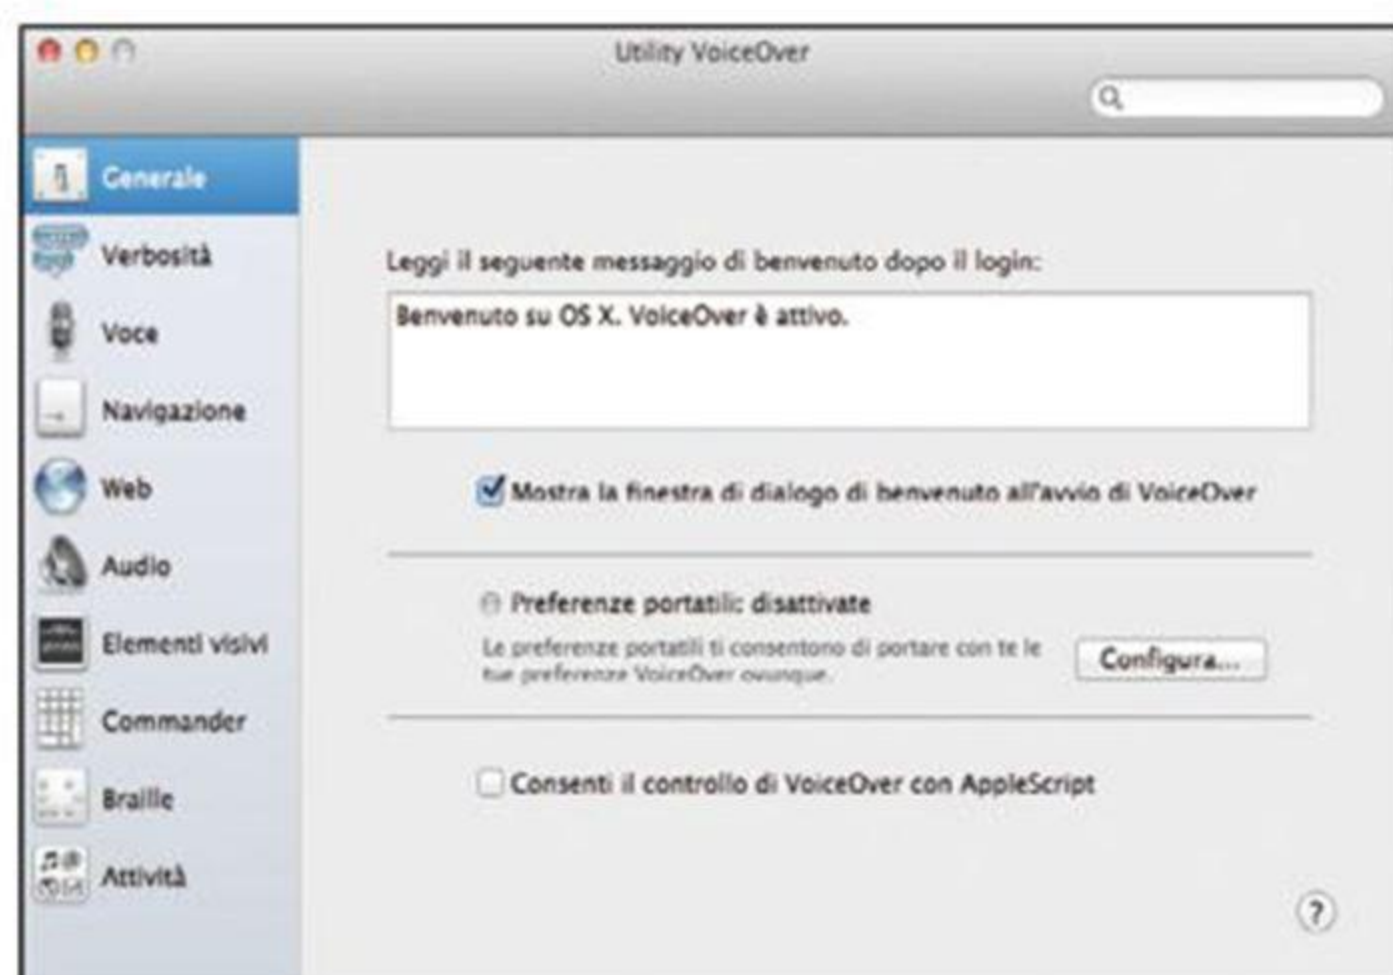 Utility VoiceOver
Generale
Verbosità
Voce
Navigazione
Web
Audio
Elementi visivi
Commander
Braille
Attività
Leggi il seguente messaggio di benvenuto dopo il login:
Benvenuto su OS X. VoiceOver è attivo.
Mostra la finestra di dialogo di benvenuto all'avvio di VoiceOver
Preferenze portatili: disattivate
Le preferenze portatili ti consentono di portare con te le
tue preferenze VoiceOver ovunque.
Configura...
Consenti il controllo di VoiceOver con AppleScript
?